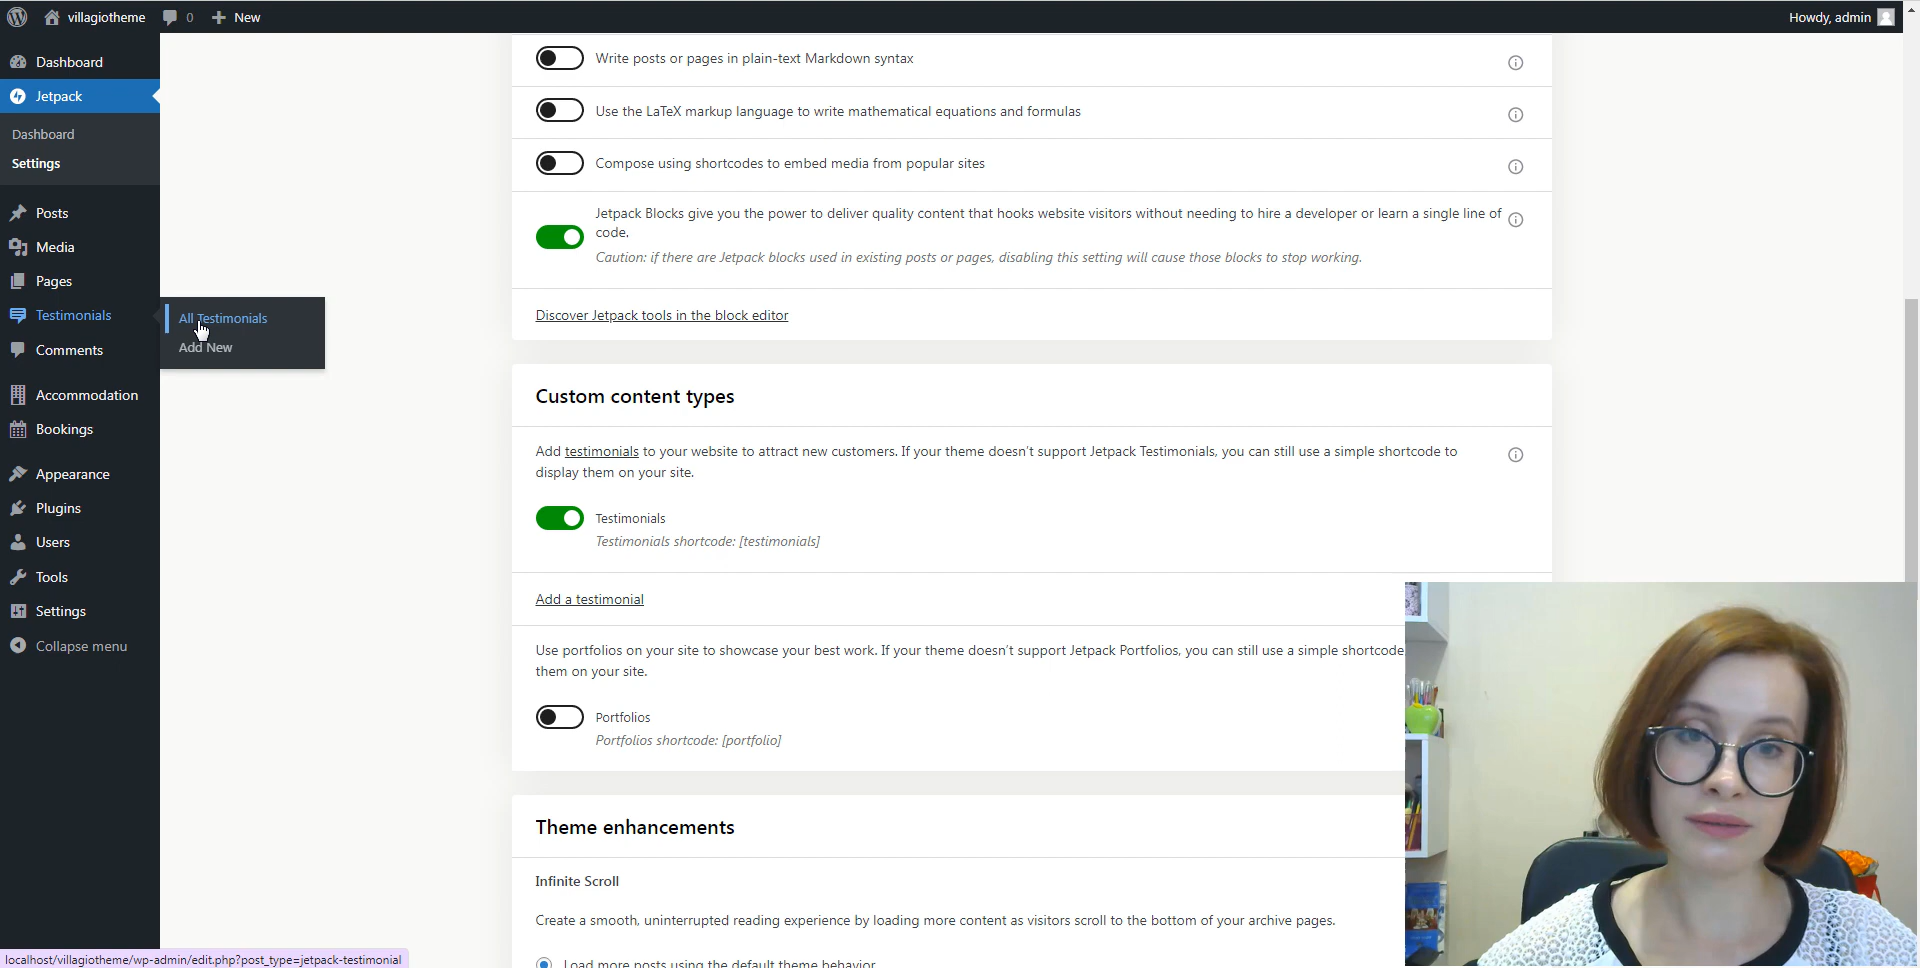 villagiotheme
0
New
Howdy, admin
Dashboard
Jetpack
Dashboard
Settings
Posts
Media
Pages
Testimonials
Comments
Accommodation
Bookings
Appearance
Plugins
Users
Tools
Settings
Collapse menu
All Testimonials
Add New
Write posts or pages in plain-text Markdown syntax
Use the LaTeX markup language to write mathematical equations and formulas
Compose using shortcodes to embed media from popular sites
Jetpack Blocks give you the power to deliver quality content that hooks website visitors without needing to hire a developer or learn a single line of
code.
Caution: if there are Jetpack blocks used in existing posts or pages, disabling this setting will cause those blocks to stop working.
Discover Jetpack tools in the block editor
Custom content types
Add testimonials to your website to attract new customers. If your theme doesn't support Jetpack Testimonials, you can still use a simple shortcode to
display them on your site.
Testimonials
Testimonials shortcode: [testimonials]
Add a testimonial
Use portfolios on your site to showcase your best work. If your theme doesn't support Jetpack Portfolios, you can still use a simple shortcode
them on your site.
Portfolios
Portfolios shortcode: [portfolio]
Theme enhancements
Infinite Scroll
Create a smooth, uninterrupted reading experience by loading more content as visitors scroll to the bottom of your archive pages.
Load more posts using the default theme behavior
localhost/villagiotheme/wp-admin/edit.php?post_type=jetpack-testimonial